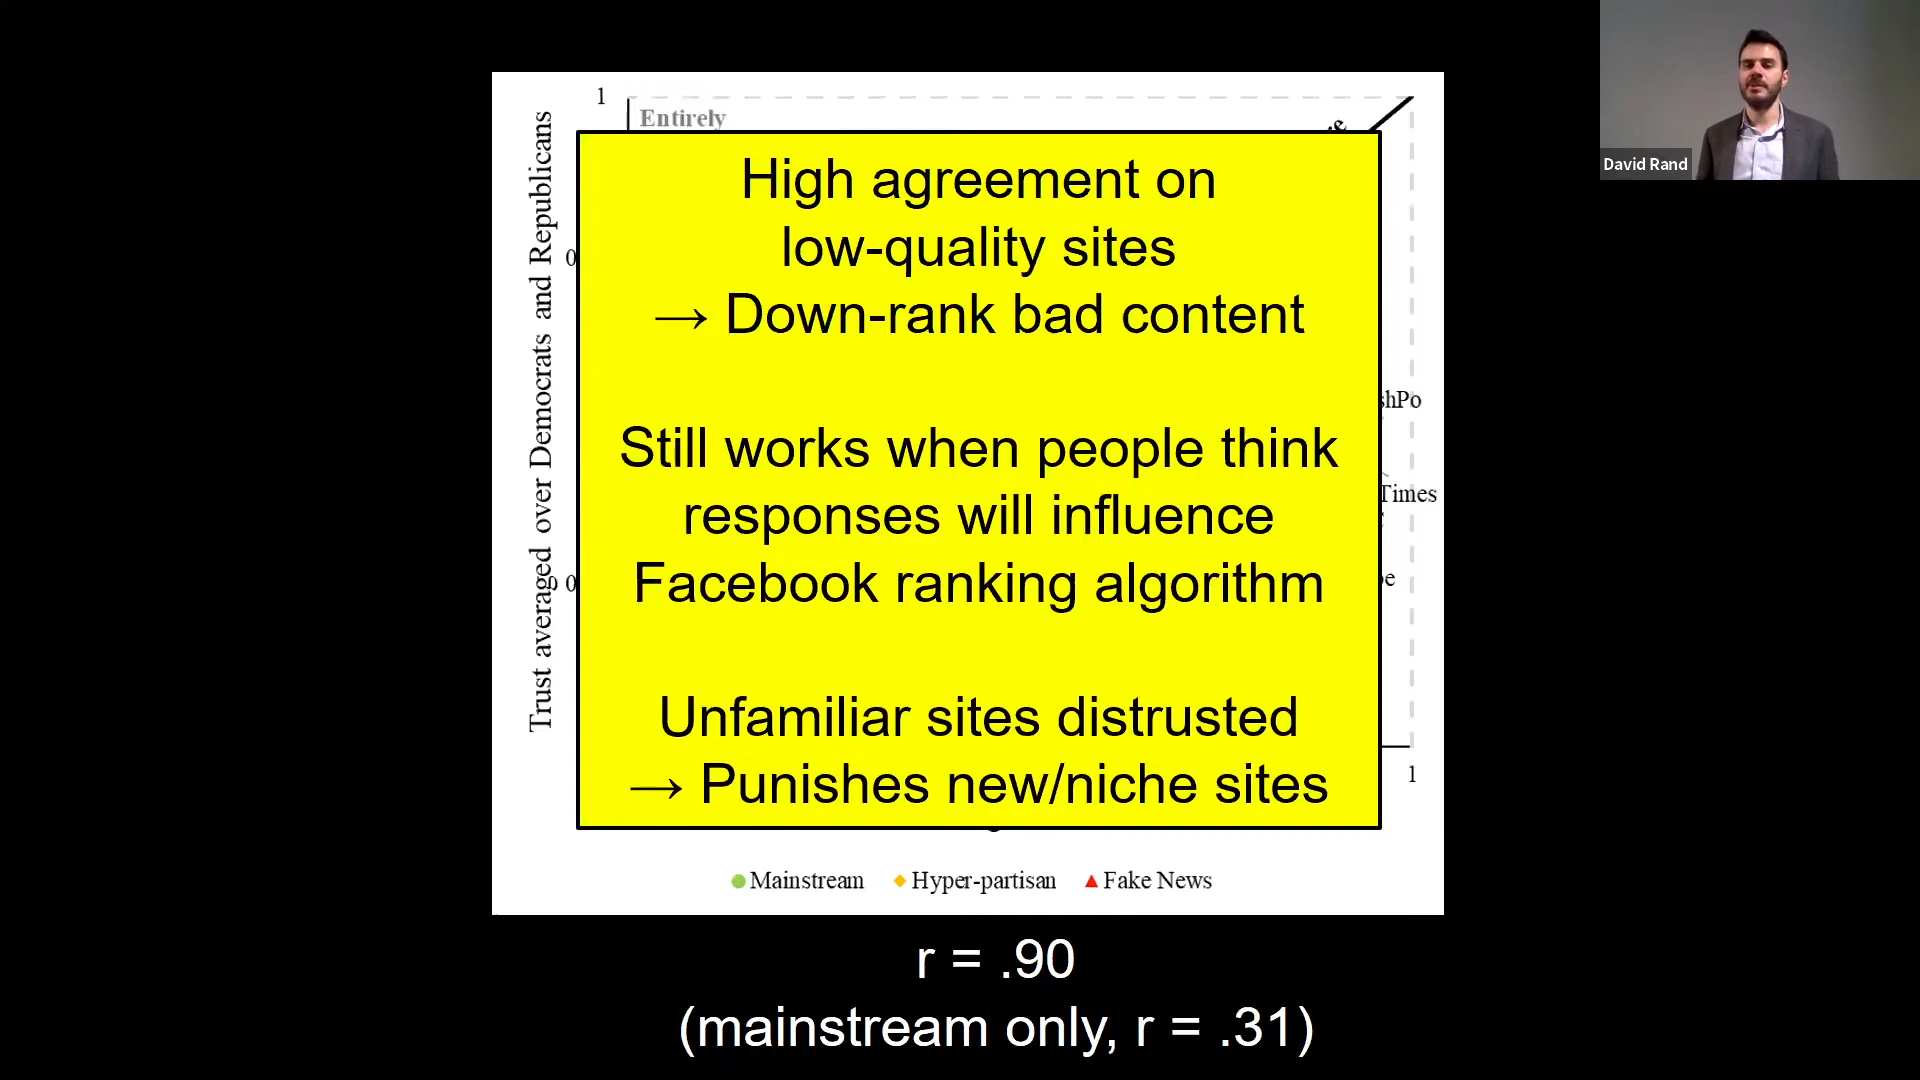 David Rand
1
Entirely
Trust averaged over Democrats and Republicans
0
0
High agreement on
low-quality sites
→ Down-rank bad content
Still works when people think
responses will influence
Facebook ranking algorithm
Unfamiliar sites distrusted
→ Punishes new/niche sites
shPo
Times
1
Mainstream Hyper-partisan Fake News
r = .90
(mainstream only, r = .31)